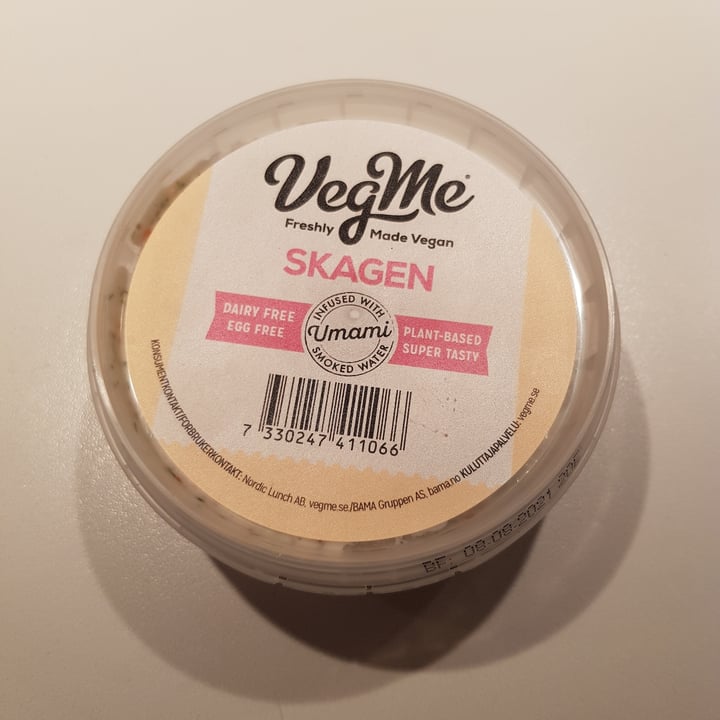 VegMe
Freshly Made Vegan
SKAGEN
DAIRY FREE
EGG FREE
INFUSED WITH
Umami
SMOKED WATER
PLANT-BASED
SUPER TASTY
7 330247 411066
KONSUMENTKONTAKT/FORBRUKERKONTAKT: Nordic Lunch AB, vegme.se./BAMA Gruppen AS, bama.no KULUTTAJAPALVELU: vegme.se
BF: 09.08.2021